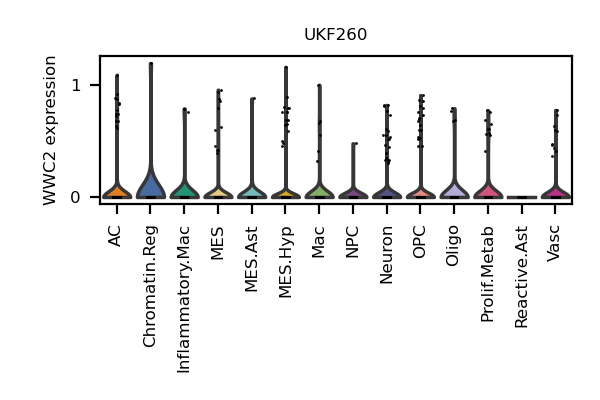 UKF260
WWC2 expression
1
0
AC
Chromatin.Reg
Inflammatory.Mac
MES
MES.Ast
MES.Hyp
Mac
NPC
Neuron
OPC
Oligo
Prolif.Metab
Reactive.Ast
Vasc